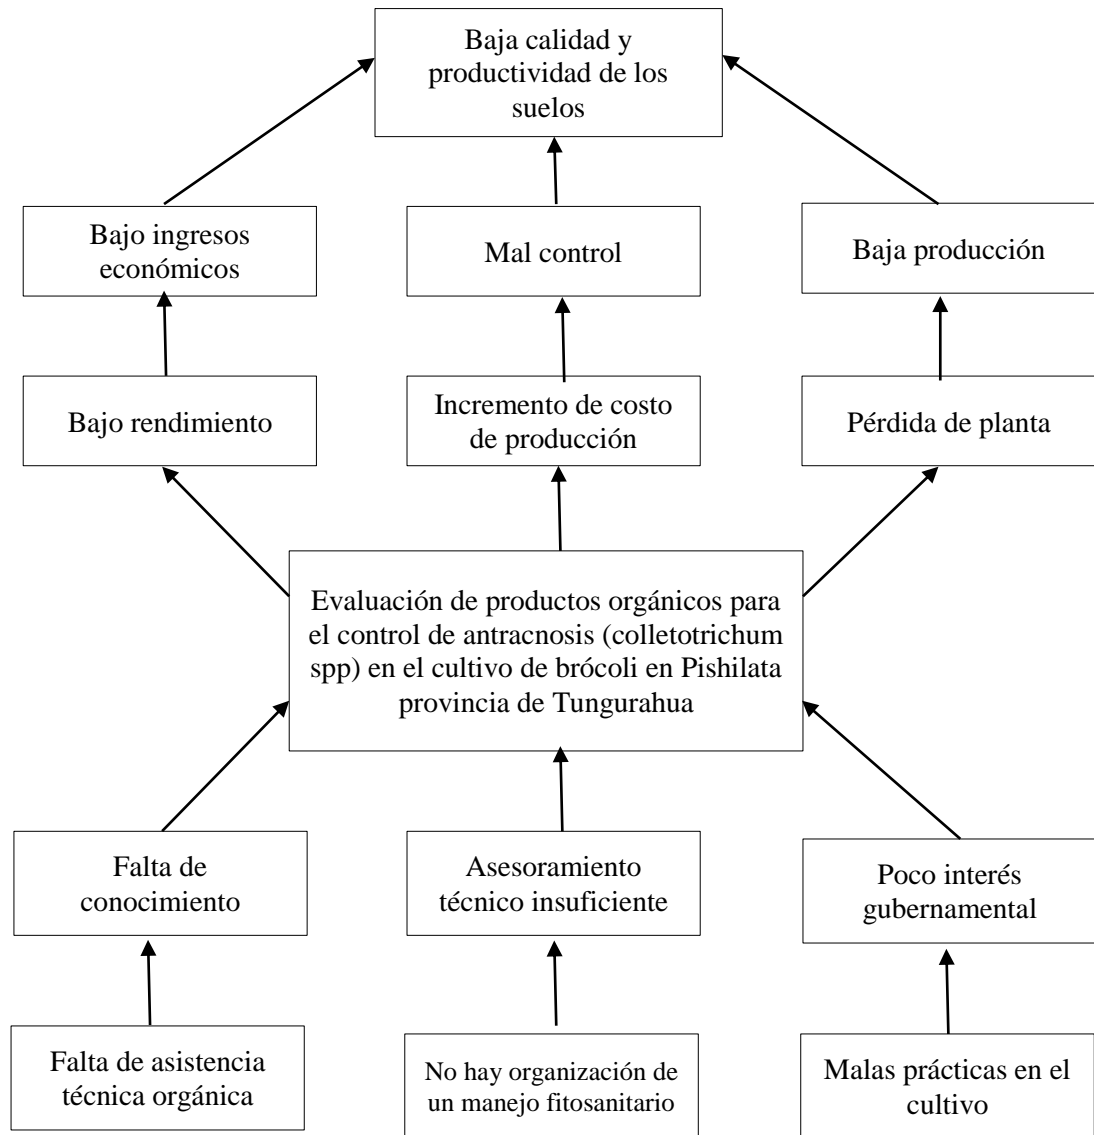 Baja calidad y
productividad de los
suelos
Bajo ingresos
económicos
Mal control
Baja producción
Bajo rendimiento
Incremento de costo
de producción
Pérdida de planta
Evaluación de productos orgánicos para
el control de antracnosis (colletotrichum
spp) en el cultivo de brócoli en Pishilata
provincia de Tungurahua
Falta de
conocimiento
Asesoramiento
técnico insuficiente
Poco interés
gubernamental
Falta de asistencia
técnica orgánica
No hay organización de
un manejo fitosanitario
Malas prácticas en el
cultivo